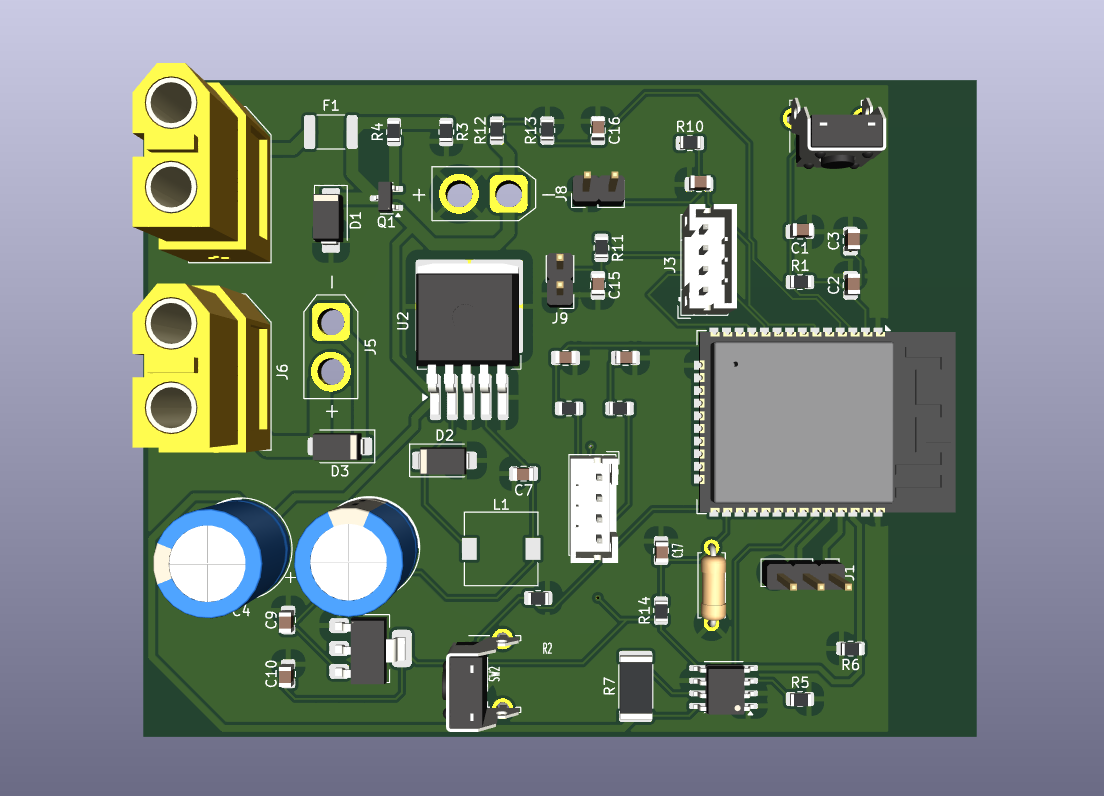 F1
R4
R3
R12
R13
C16
R10
D1
Q1
+
−
J8
J3
R11
C15
J9
C1
C3
R1
C2
−
J5
+
J6
U2
D3
D2
C7
L1
+
C4
C9
C10
C17
R14
J1
R2
SW2
R7
R6
R5